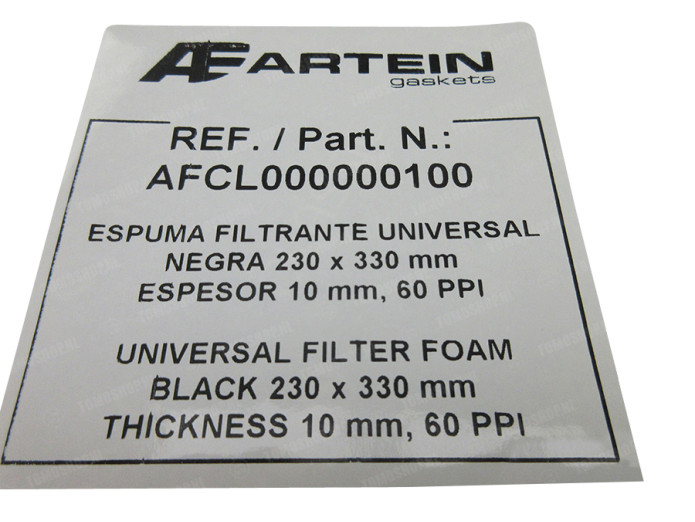 AE ARTEIN
gaskets
REF. / Part. N.:
AFCL000000100
ESPUMA FILTRANTE UNIVERSAL
NEGRA 230 x 330 mm
ESPESOR 10 mm, 60 PPI
UNIVERSAL FILTER FOAM
BLACK 230 x 330 mm
THICKNESS 10 mm, 60 PPI